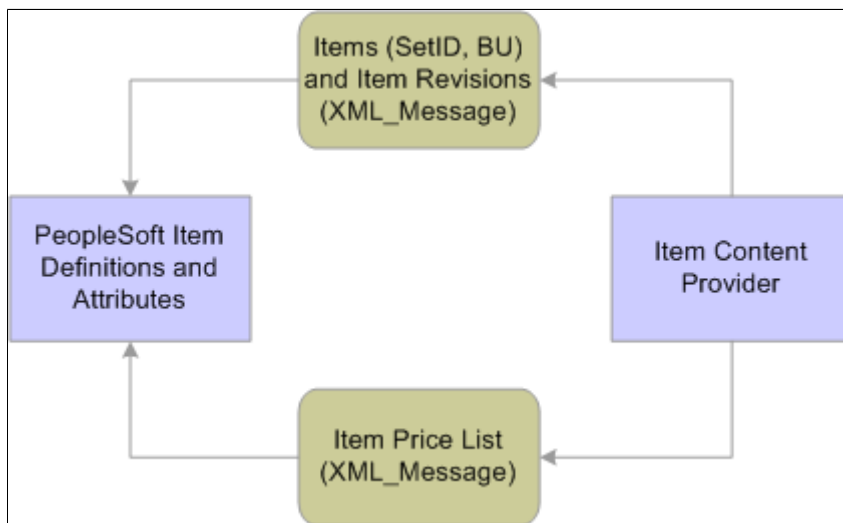 Items (SetID, BU)
and Item Revisions
(XML_Message)
PeopleSoft Item
Definitions and
Attributes
Item Content
Provider
Item Price List
(XML_Message)